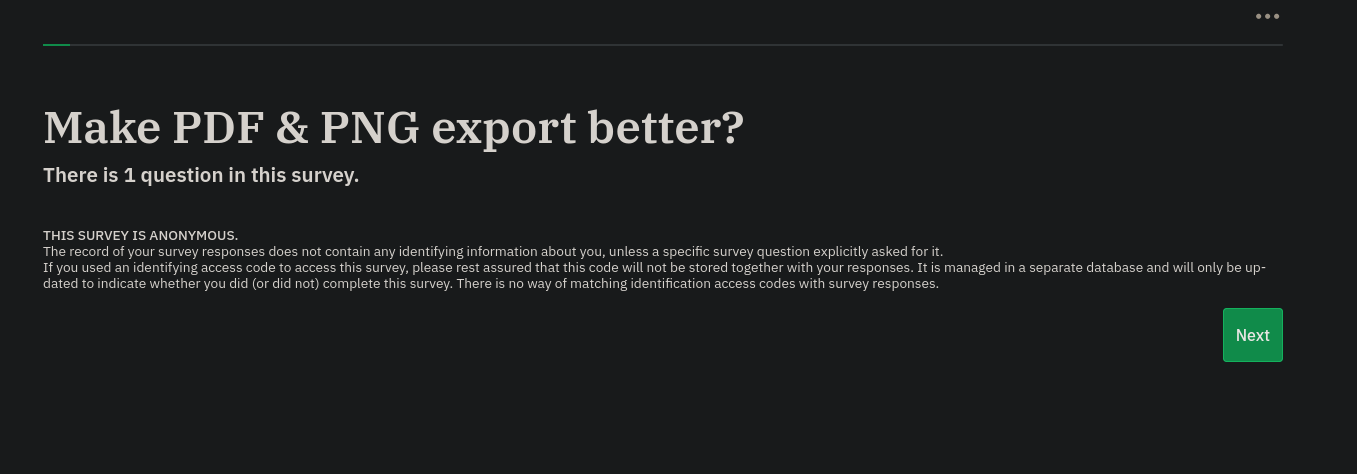 Make PDF & PNG export better?
There is 1 question in this survey.
THIS SURVEY IS ANONYMOUS.
The record of your survey responses does not contain any identifying information about you, unless a specific survey question explicitly asked for it.
If you used an identifying access code to access this survey, please rest assured that this code will not be stored together with your responses. It is managed in a separate database and will only be up-
dated to indicate whether you did (or did not) complete this survey. There is no way of matching identification access codes with survey responses.
Next